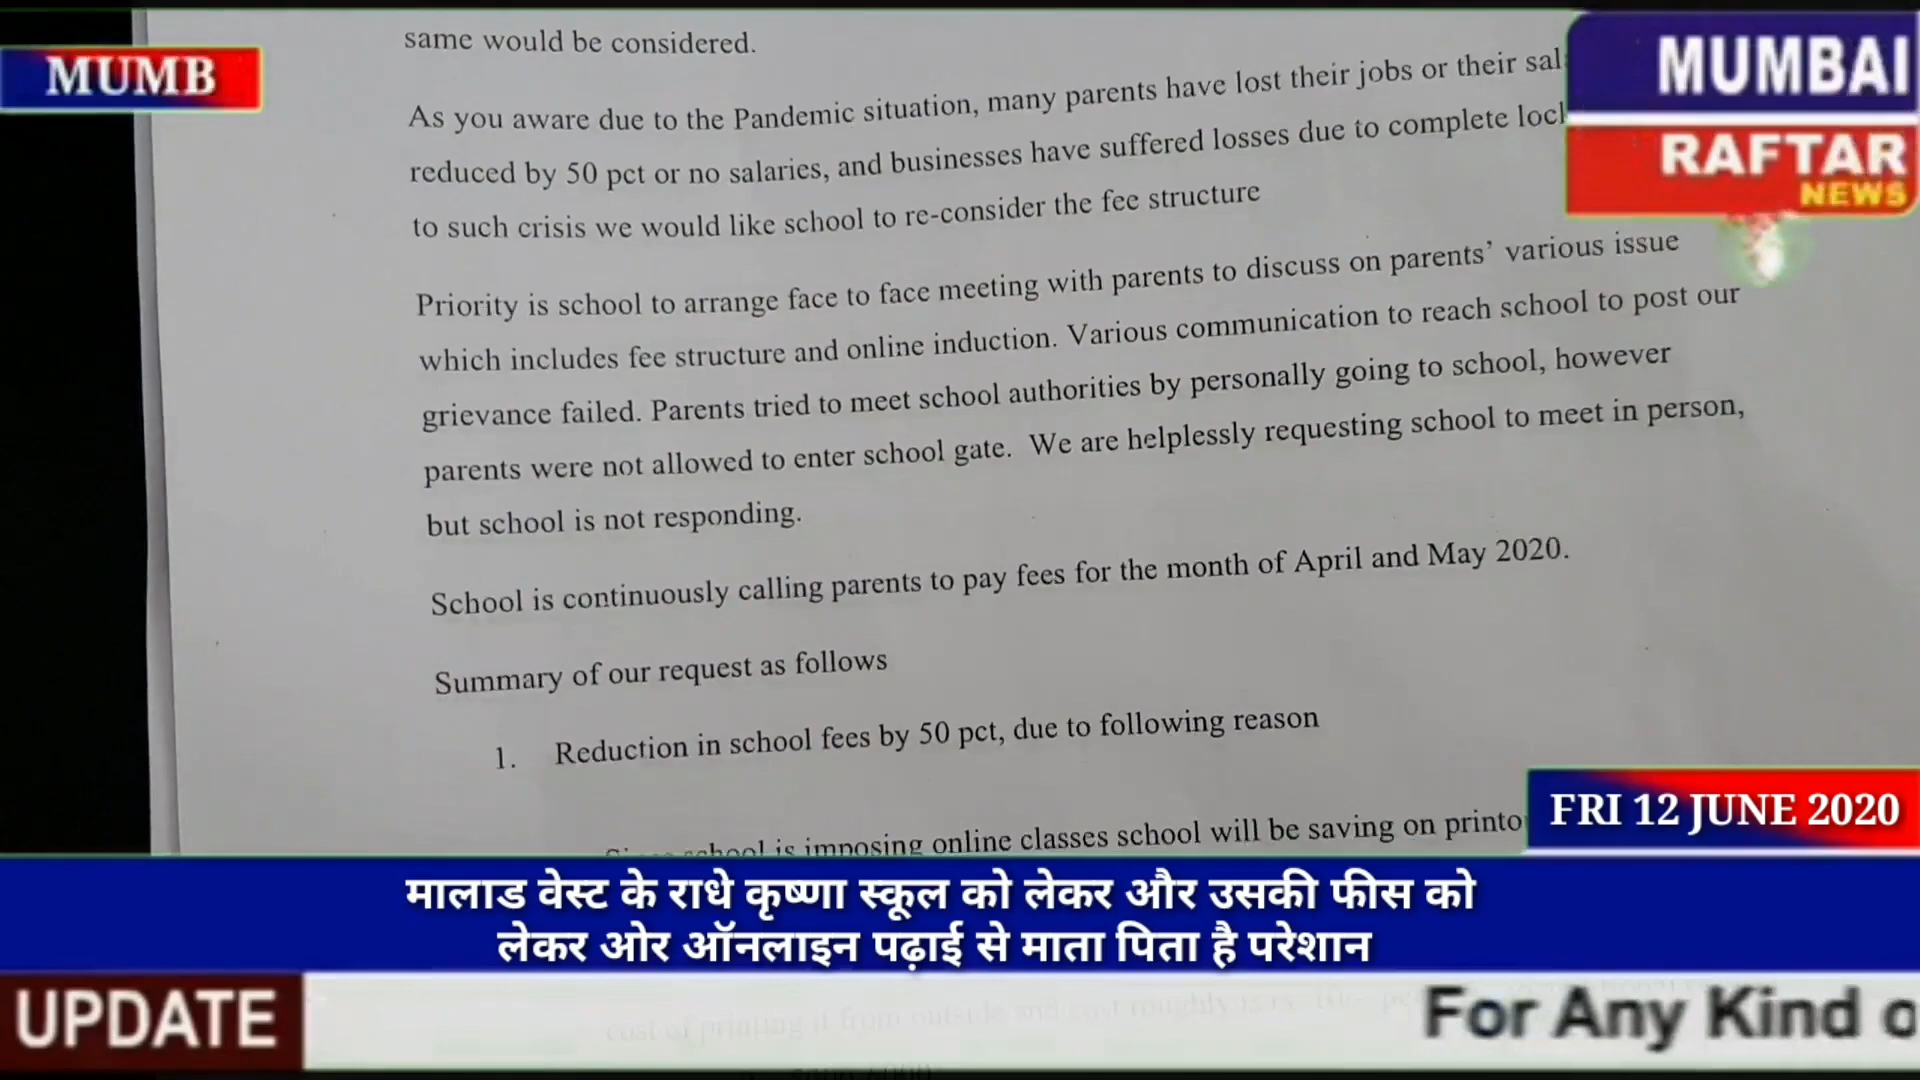 same would be considered.
MUMB
MUMBAI
RAFTAR
NEWS
As you aware due to the Pandemic situation, many parents have lost their jobs or their
reduced by 50 pct or no salaries, and businesses have suffered losses due to complete
to such crisis we would like school to re-consider the fee structure
Priority is school to arrange face to face meeting with parents to discuss on parents’ various issue
which includes fee structure and online induction. Various communication to reach school to post our
grievance failed. Parents tried to meet school authorities by personally going to school, however
parents were not allowed to enter school gate. We are helplessly requesting school to meet in person,
but school is not responding.
School is continuously calling parents to pay fees for the month of April and May 2020.
Summary of our request as follows
1. Reduction in school fees by 50 pct, due to following reason
school is imposing online classes school will be saving on
FRI 12 JUNE 2020
मालाड वेस्ट के राधे कृष्णा स्कूल को लेकर और उसकी फीस को
लेकर ओर ऑनलाइन पढ़ाई से माता पिता है परेशान
UPDATE
For Any Kind